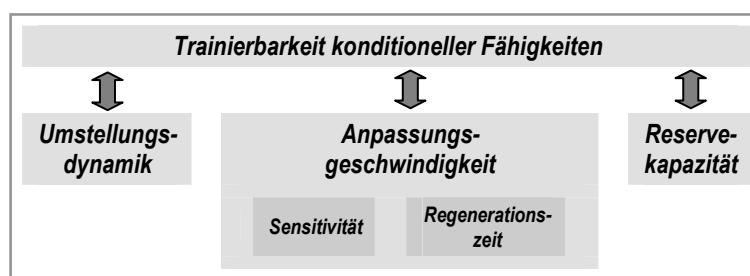 Trainierbarkeit konditioneller Fähigkeiten
Umstellungs-
dynamik
Anpassungs-
geschwindigkeit
Reserve-
kapazität
Sensitivität
Regenerations-
zeit